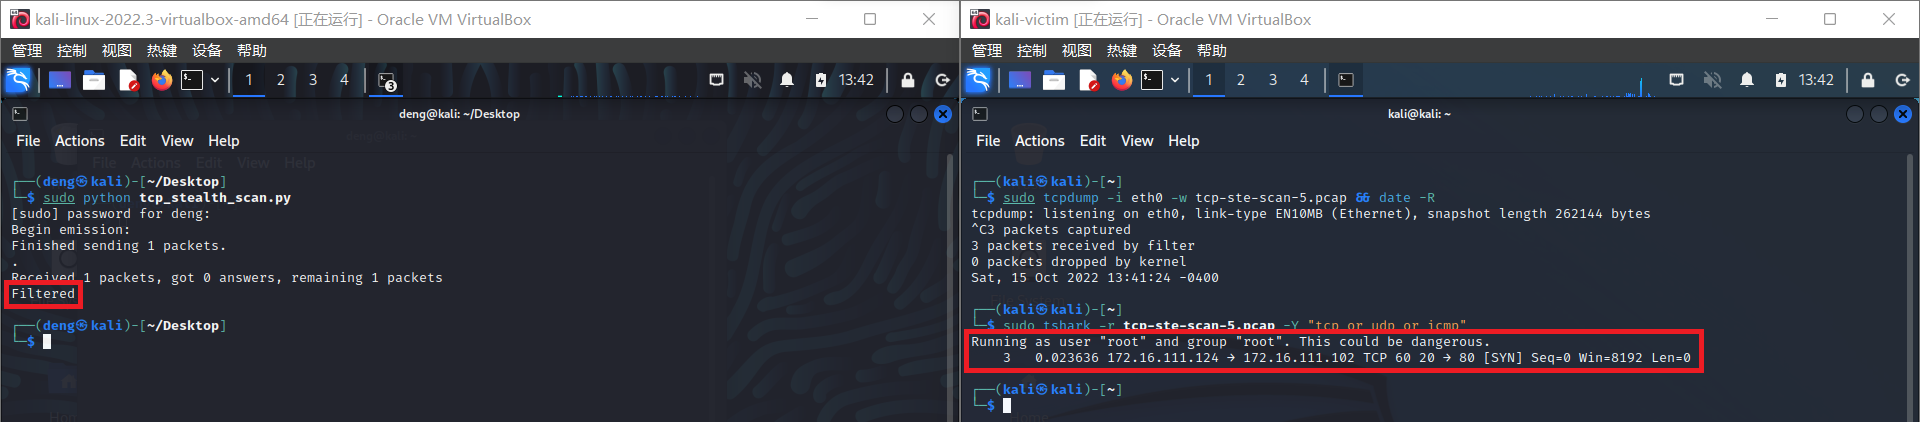 kali-linux-2022.3-virtualbox-amd64 [正在运行] - Oracle VM VirtualBox
管理 控制 视图 热键 设备 帮助
1 2 3 4 3 13:42
deng@kali: ~/Desktop
File Actions Edit View Help
┌──(deng㉿kali)-[~/Desktop]
└─$ sudo python tcp_stealth_scan.py
[sudo] password for deng:
Begin emission:
Finished sending 1 packets.
.
Received 1 packets, got 0 answers, remaining 1 packets
Filtered
┌──(deng㉿kali)-[~/Desktop]
└─$
kali-victim [正在运行] - Oracle VM VirtualBox
管理 控制 视图 热键 设备 帮助
1 2 3 4 13:42
kali@kali: ~
File Actions Edit View Help
┌──(kali㉿kali)-[~]
└─$ sudo tcpdump -i eth0 -w tcp-ste-scan-5.pcap && date -R
tcpdump: listening on eth0, link-type EN10MB (Ethernet), snapshot length 262144 bytes
^C3 packets captured
3 packets received by filter
0 packets dropped by kernel
Sat, 15 Oct 2022 13:41:24 -0400
┌──(kali㉿kali)-[~]
└─$ sudo tshark -r tcp-ste-scan-5.pcap -Y "tcp or udp or icmp"
Running as user "root" and group "root". This could be dangerous.
3 0.023636 172.16.111.124 → 172.16.111.102 TCP 60 20 → 80 [SYN] Seq=0 Win=8192 Len=0
┌──(kali㉿kali)-[~]
└─$